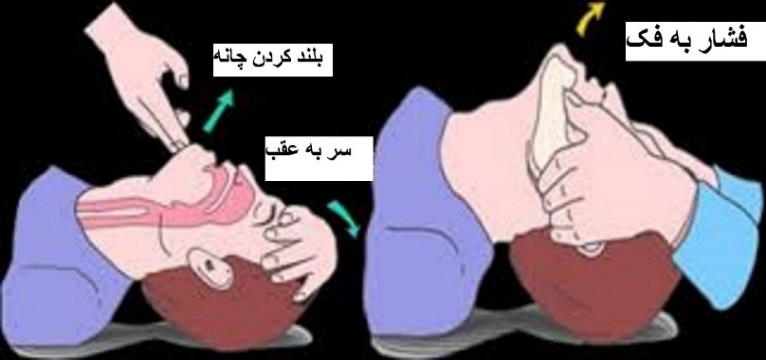 بلند کردن چانه
سر به عقب
فشار به فک